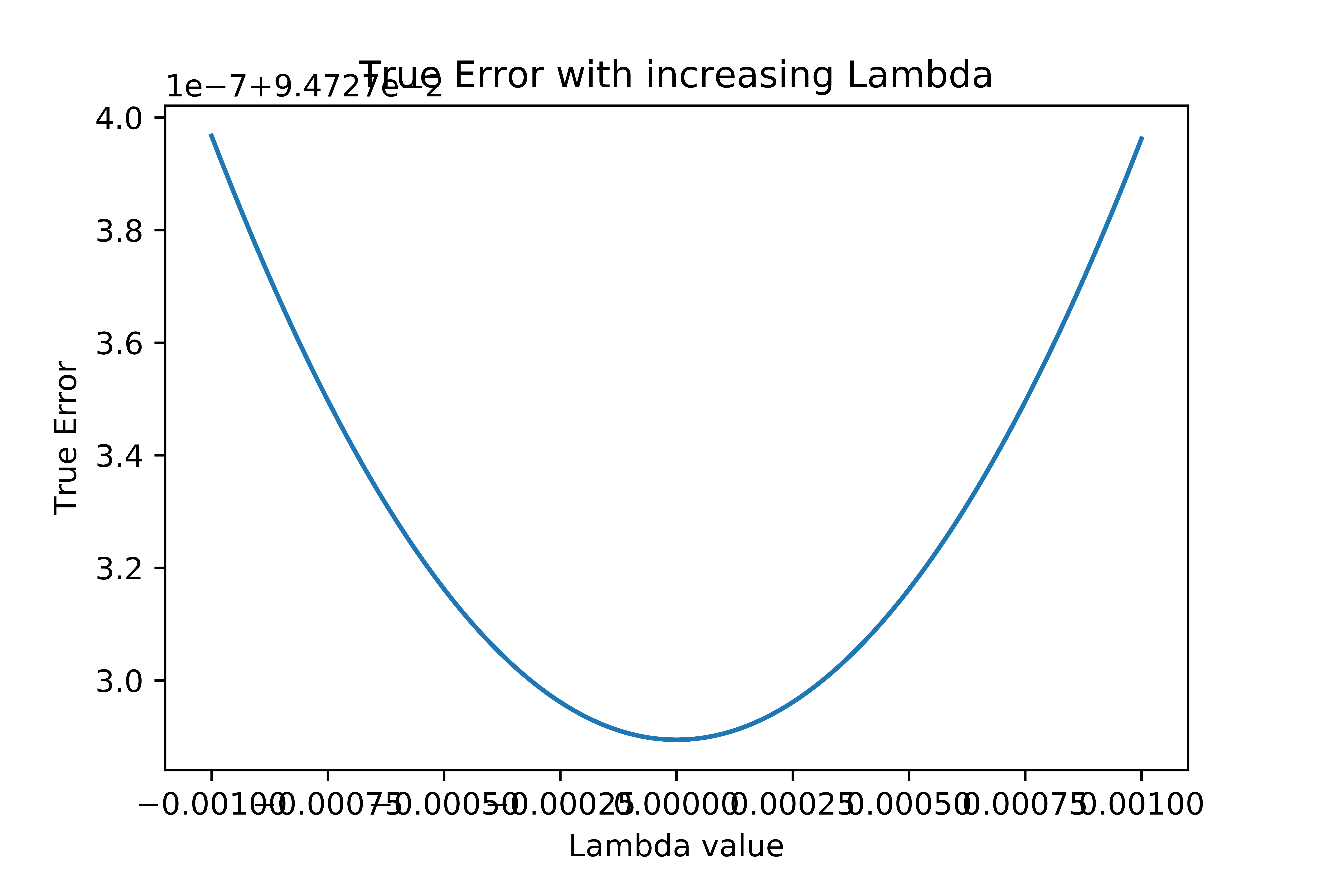 True Error with increasing Lambda
1e−7+9.4727e−2
4.0
3.8
3.6
3.4
3.2
3.0
True Error
−0.00100 −0.00075 −0.00050 −0.00025 0.00000 0.00025 0.00050 0.00075 0.00100
Lambda value